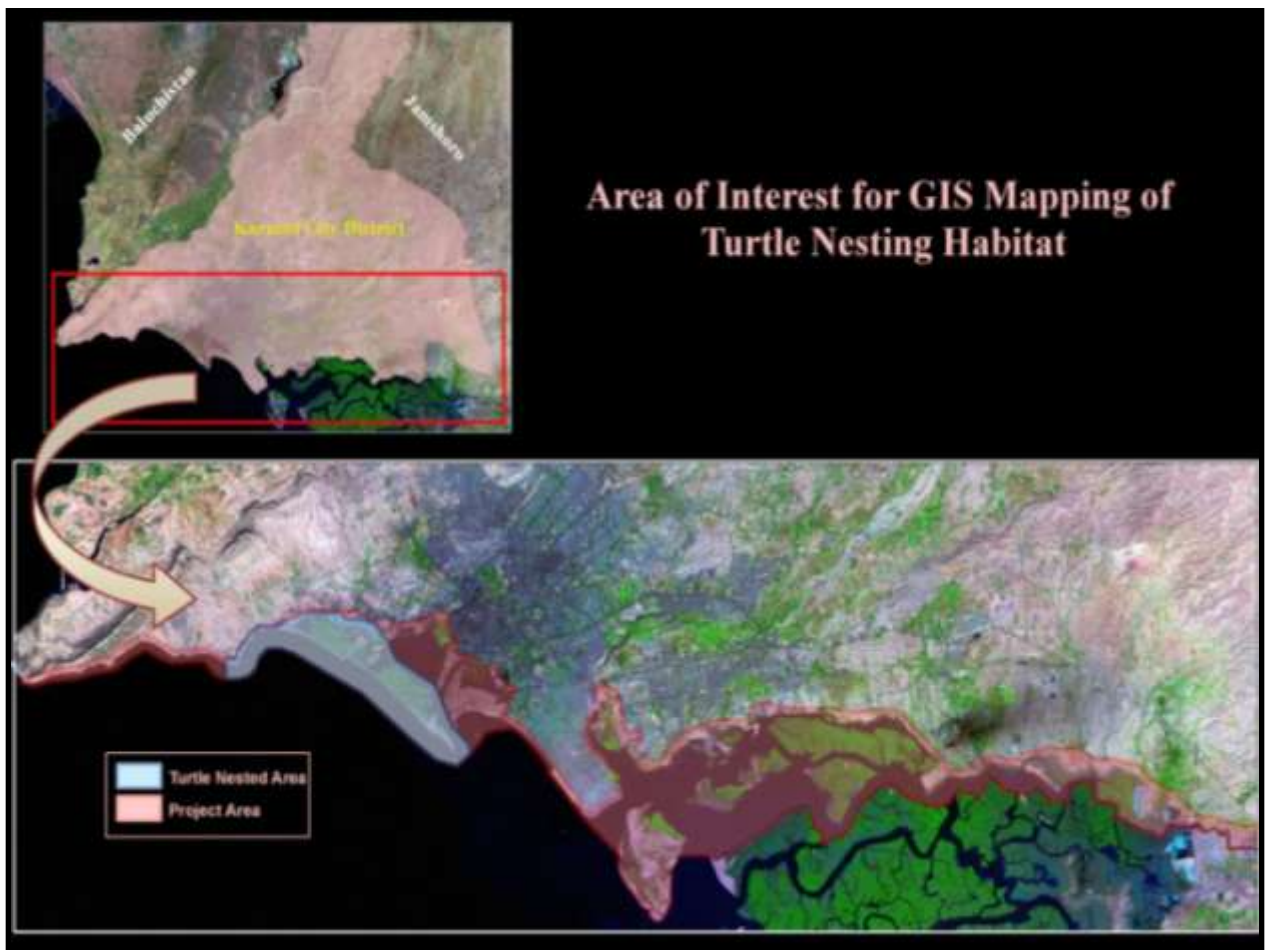 Baluchistan
Jamshoro
Karachi City District
Area of Interest for GIS Mapping of
Turtle Nesting Habitat
Turtle Nested Area
Project Area